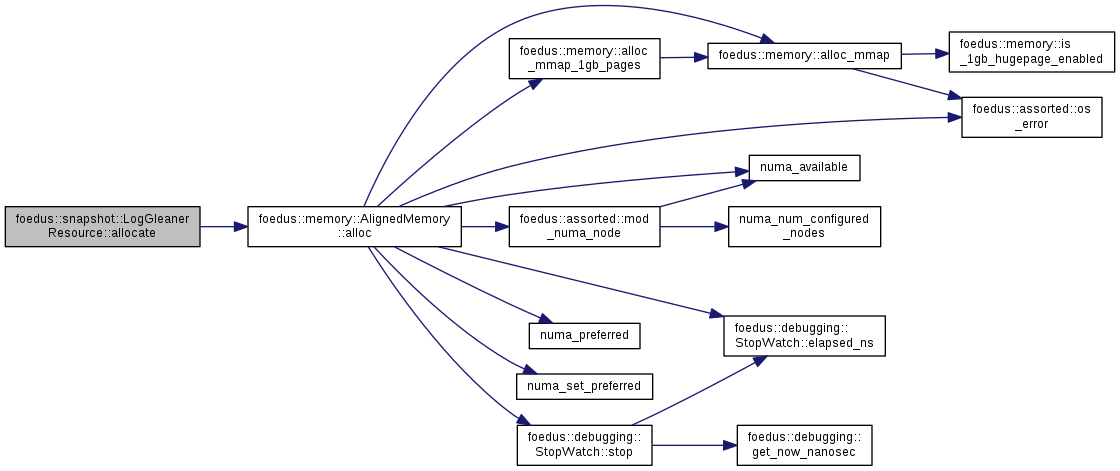 foedus::snapshot::LogGleaner
Resource::allocate
foedus::memory::AlignedMemory
::alloc
foedus::memory::alloc
_mmap_1gb_pages
foedus::memory::alloc_mmap
foedus::memory::is
_1gb_hugepage_enabled
foedus::assorted::os
_error
numa_available
foedus::assorted::mod
_numa_node
numa_num_configured
_nodes
foedus::debugging::
StopWatch::elapsed_ns
numa_preferred
numa_set_preferred
foedus::debugging::
StopWatch::stop
foedus::debugging::
get_now_nanosec